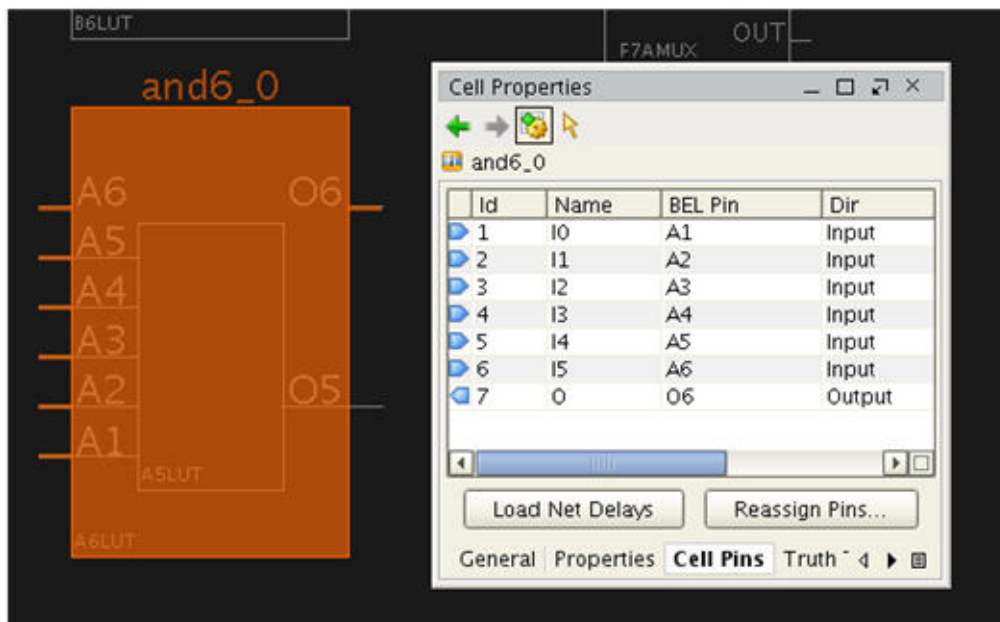 B6LUT
F7AMUX
OUT
and6_0
A6
O6
A5
A4
A3
A2
O5
A1
A5LUT
A6LUT
Cell Properties
and6_0
Id Name BEL Pin Dir
1 I0 A1 Input
2 I1 A2 Input
3 I2 A3 Input
4 I3 A4 Input
5 I4 A5 Input
6 I5 A6 Input
7 O O6 Output
Load Net Delays Reassign Pins...
General Properties Cell Pins Truth